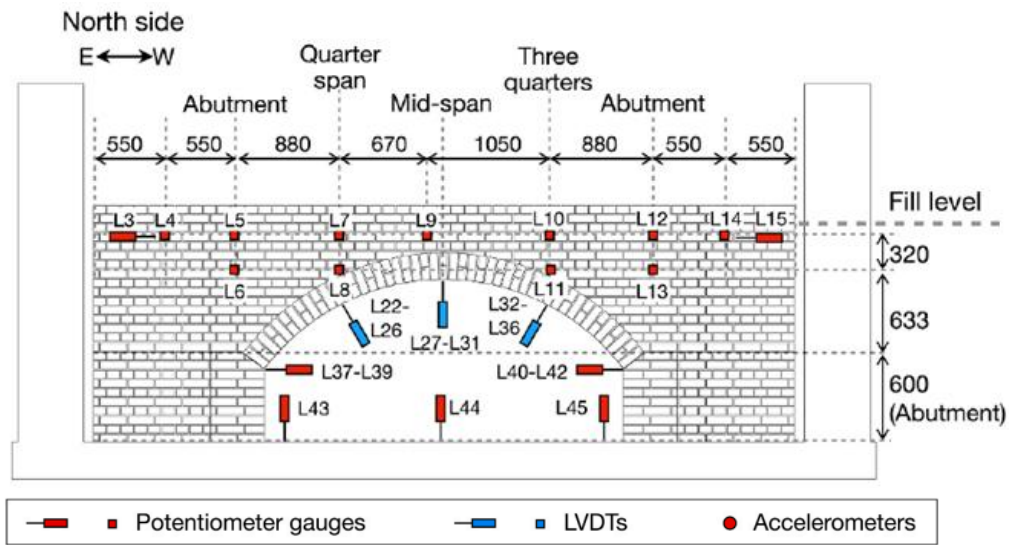 North side
E W
Quarter
span
Three
quarters
Abutment
Mid-span
Abutment
550 550 880 670 1050 880 550 550
Fill level
L3 L4 L5 L7 L9 L10 L12 L14 L15
320
L6 L8 L11 L13
L22-
L26
L32-
L36
L27-L31
633
L37-L39
L40-L42
600
(Abutment)
L43 L44 L45
Potentiometer gauges LVDTs Accelerometers